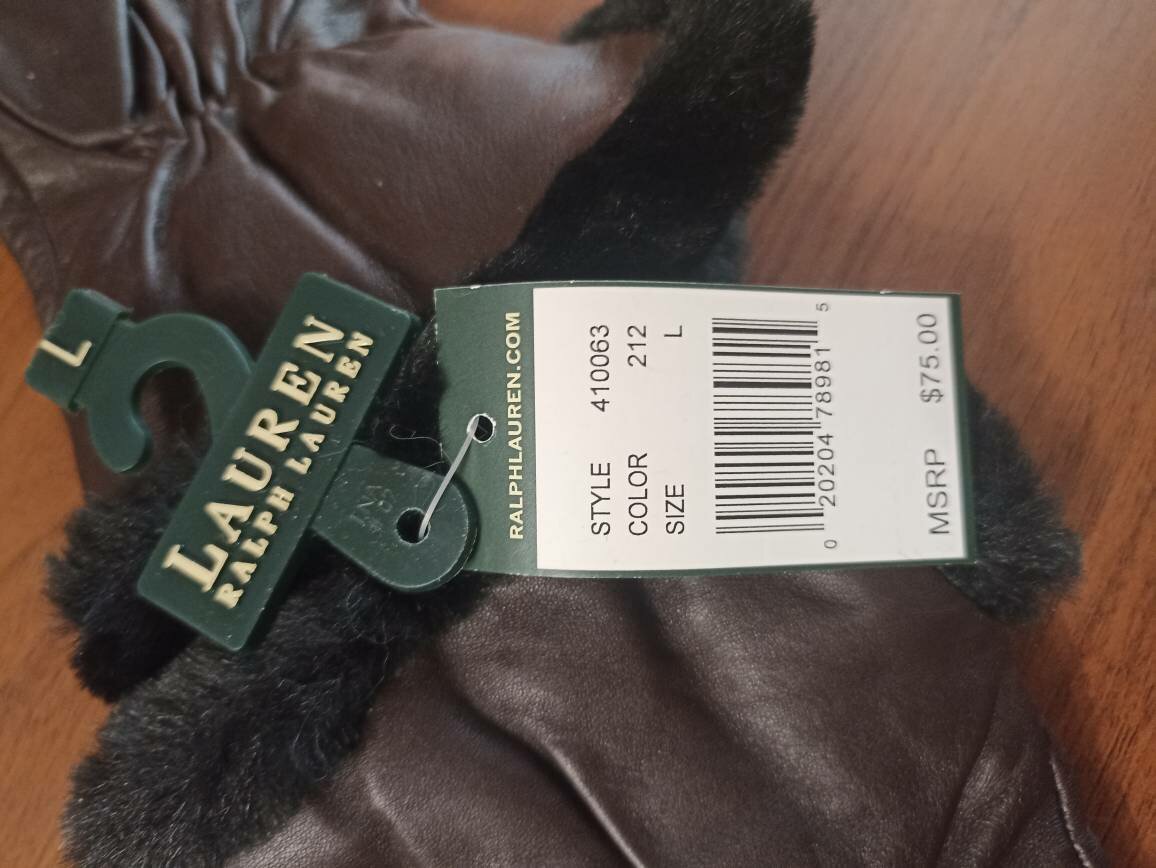 L
LAUREN
RALPH LAUREN
RALPHLAUREN.COM
STYLE 410063
COLOR 212
SIZE L
0 20204 78981 5
MSRP $75.00